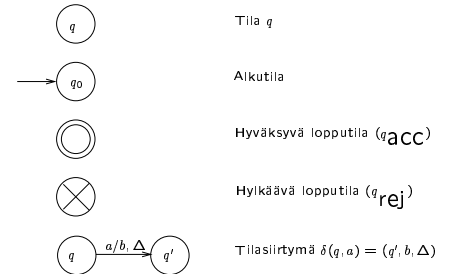 q Tila q
q0 Alkutila
Hyväksyvä lopputila (qacc)
Hylkäävä lopputila (qrej)
q a/b, Δ q′ Tilasiirtymä δ(q, a) = (q′, b, Δ)